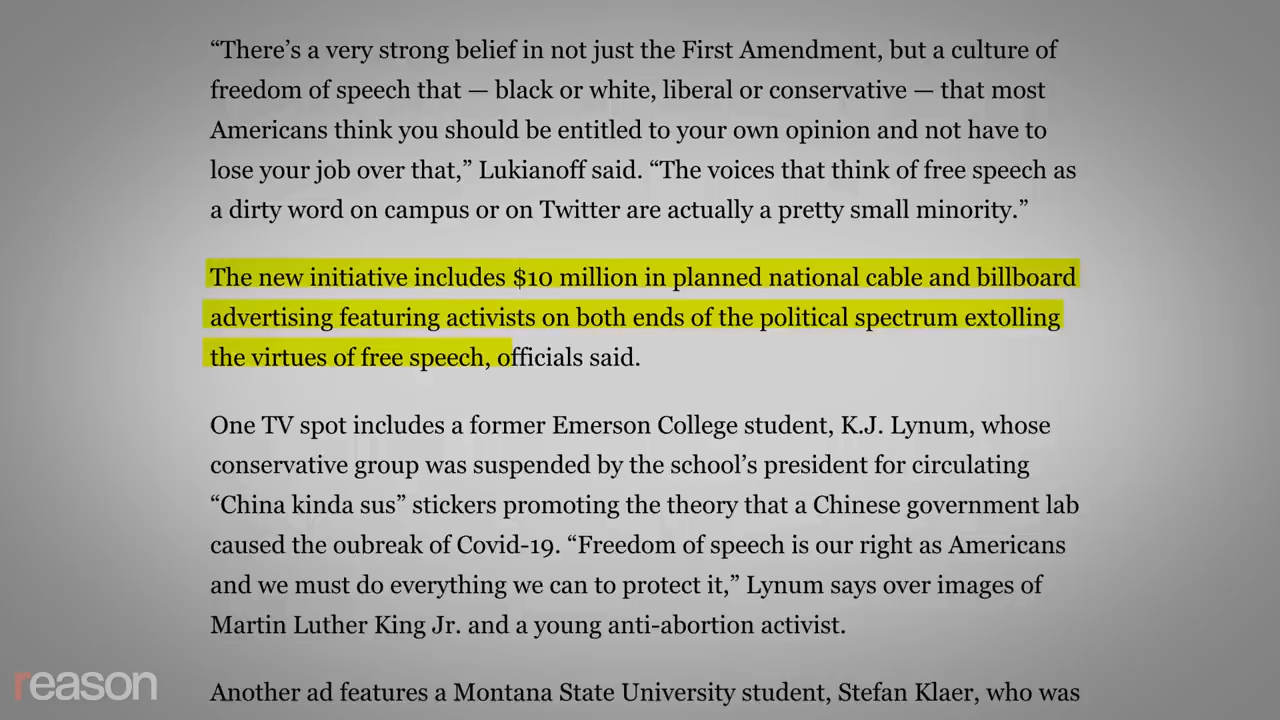 “There’s a very strong belief in not just the First Amendment, but a culture of
freedom of speech that — black or white, liberal or conservative — that most
Americans think you should be entitled to your own opinion and not have to
lose your job over that,” Lukianoff said. “The voices that think of free speech as
a dirty word on campus or on Twitter are actually a pretty small minority.”
The new initiative includes $10 million in planned national cable and billboard
advertising featuring activists on both ends of the political spectrum extolling
the virtues of free speech, officials said.
One TV spot includes a former Emerson College student, K.J. Lynum, whose
conservative group was suspended by the school’s president for circulating
“China kinda sus” stickers promoting the theory that a Chinese government lab
caused the oubreak of Covid-19. “Freedom of speech is our right as Americans
and we must do everything we can to protect it,” Lynum says over images of
Martin Luther King Jr. and a young anti-abortion activist.
Another ad features a Montana State University student, Stefan Klaer, who was
reason